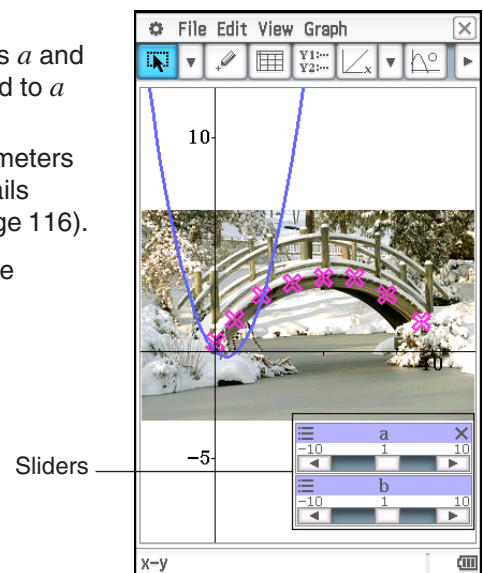 s a and
d to a
meters
ails
ge 116).
e
Sliders
File Edit View Graph
Y1:···
Y2:···
x
10
10
-5
a
-10 1 10
b
-10 1 10
x-y